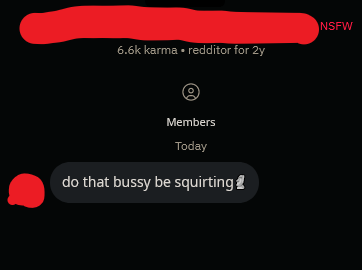 NSFW
6.6k karma • redditor for 2y
Members
Today
do that bussy be squirting🗿